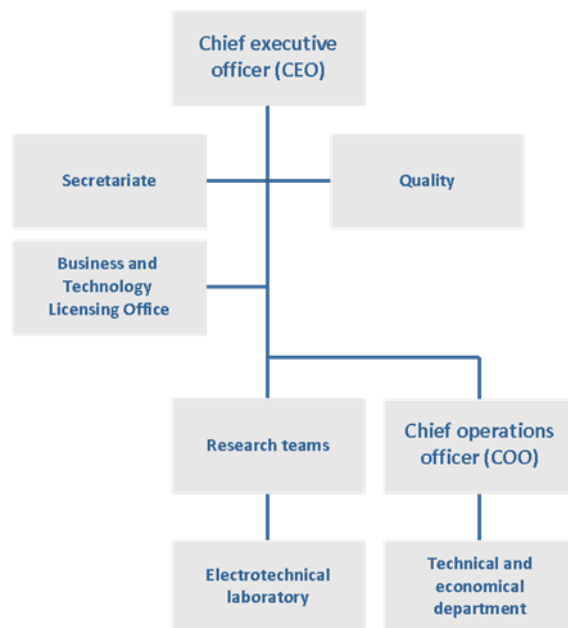 Chief executive
officer (CEO)
Secretariate
Quality
Business and
Technology
Licensing Office
Research teams
Chief operations
officer (COO)
Electrotechnical
laboratory
Technical and
economical
department